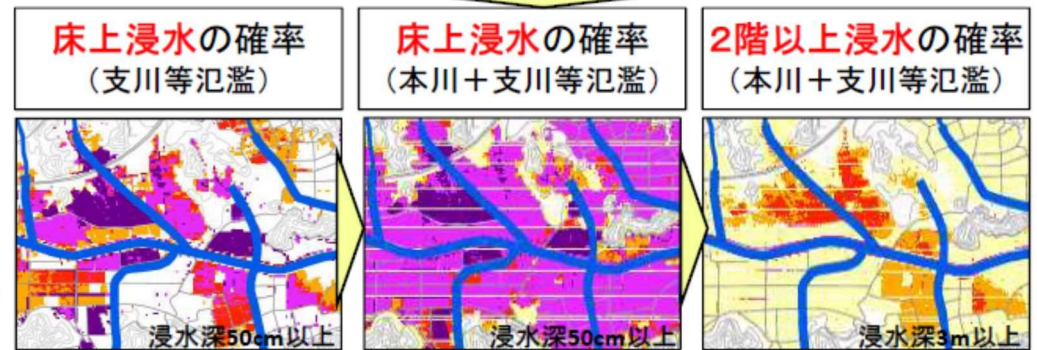 床上浸水の確率
(支川等氾濫)
床上浸水の確率
(本川＋支川等氾濫)
2階以上浸水の確率
(本川＋支川等氾濫)
浸水深50cm以上
浸水深50cm以上
浸水深3m以上